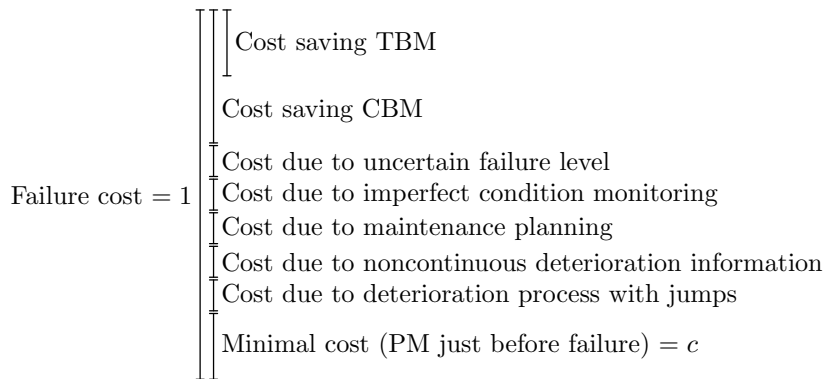 Cost saving TBM
Cost saving CBM
Cost due to uncertain failure level
Failure cost = 1
Cost due to imperfect condition monitoring
Cost due to maintenance planning
Cost due to noncontinuous deterioration information
Cost due to deterioration process with jumps
Minimal cost (PM just before failure) = c